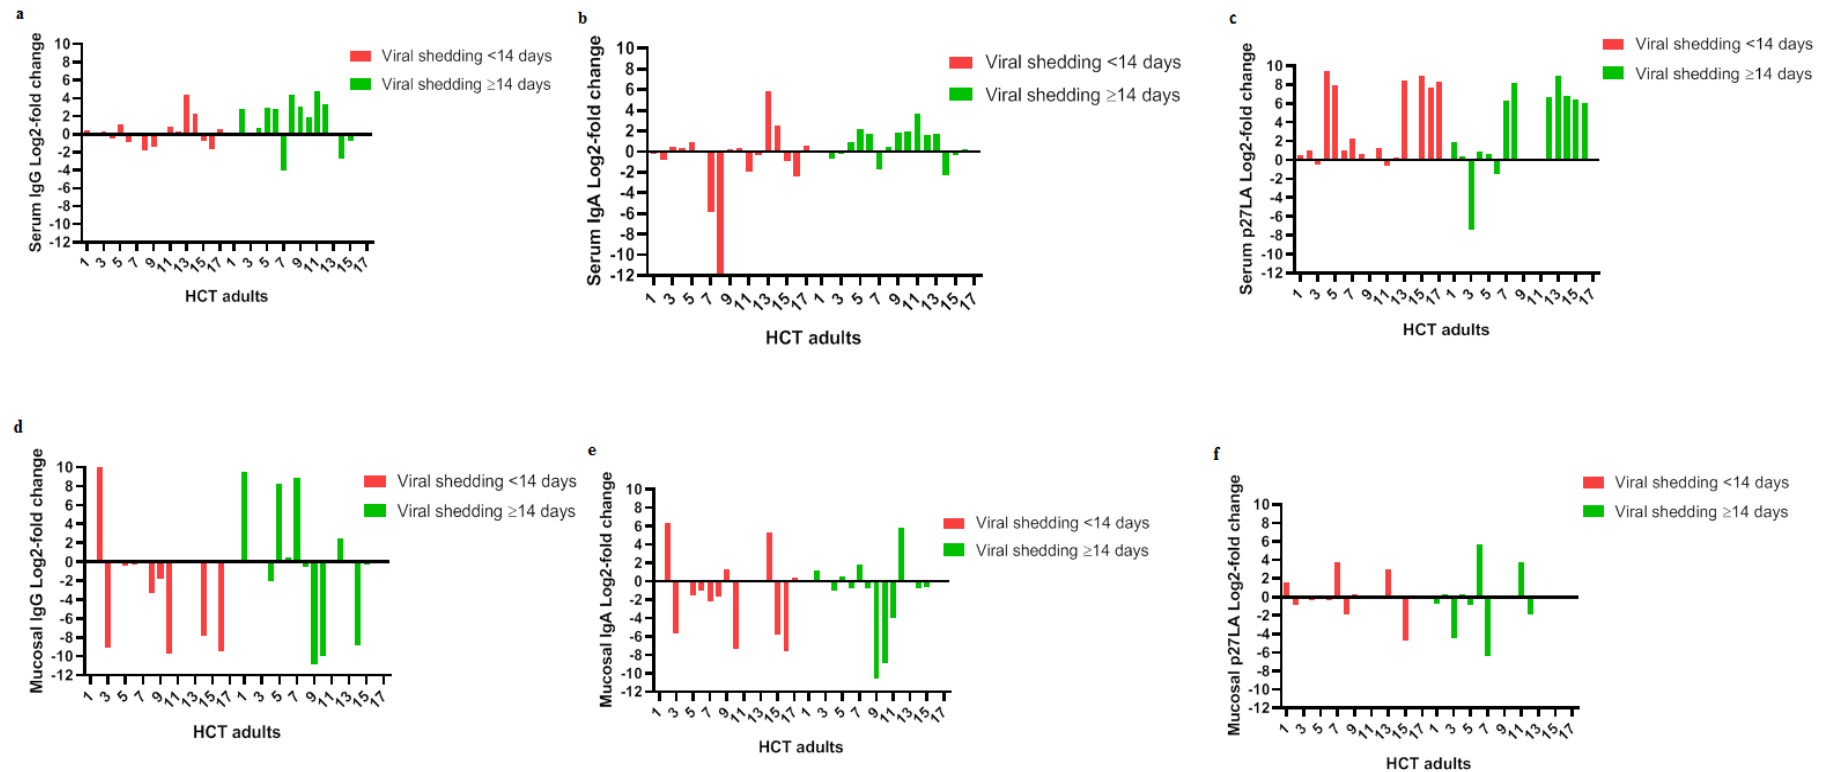 a
Serum IgG Log2-fold change
10
8
6
4
2
0
-2
-4
-6
-8
-10
-12
1 3 5 7 9 11 13 15 17 1 3 5 7 9 11 13 15 17
HCT adults
Viral shedding <14 days
Viral shedding ≥14 days
b
Serum IgA Log2-fold change
10
8
6
4
2
0
-2
-4
-6
-8
-10
-12
1 3 5 7 9 11 13 15 17 1 3 5 7 9 11 13 15 17
HCT adults
Viral shedding <14 days
Viral shedding ≥14 days
c
Serum p27LA Log2-fold change
10
8
6
4
2
0
-2
-4
-6
-8
-10
-12
1 3 5 7 9 11 13 15 17 1 3 5 7 9 11 13 15 17
HCT adults
Viral shedding <14 days
Viral shedding ≥14 days
d
Mucosal IgG Log2-fold change
10
8
6
4
2
0
-2
-4
-6
-8
-10
-12
1 3 5 7 9 11 13 15 17 1 3 5 7 9 11 13 15 17
HCT adults
Viral shedding <14 days
Viral shedding ≥14 days
e
Mucosal IgA Log2-fold change
10
8
6
4
2
0
-2
-4
-6
-8
-10
-12
1 3 5 7 9 11 13 15 17 1 3 5 7 9 11 13 15 17
HCT adults
Viral shedding <14 days
Viral shedding ≥14 days
f
Mucosal p27LA Log2-fold change
10
8
6
4
2
0
-2
-4
-6
-8
-10
-12
1 3 5 7 9 11 13 15 17 1 3 5 7 9 11 13 15 17
HCT adults
Viral shedding <14 days
Viral shedding ≥14 days